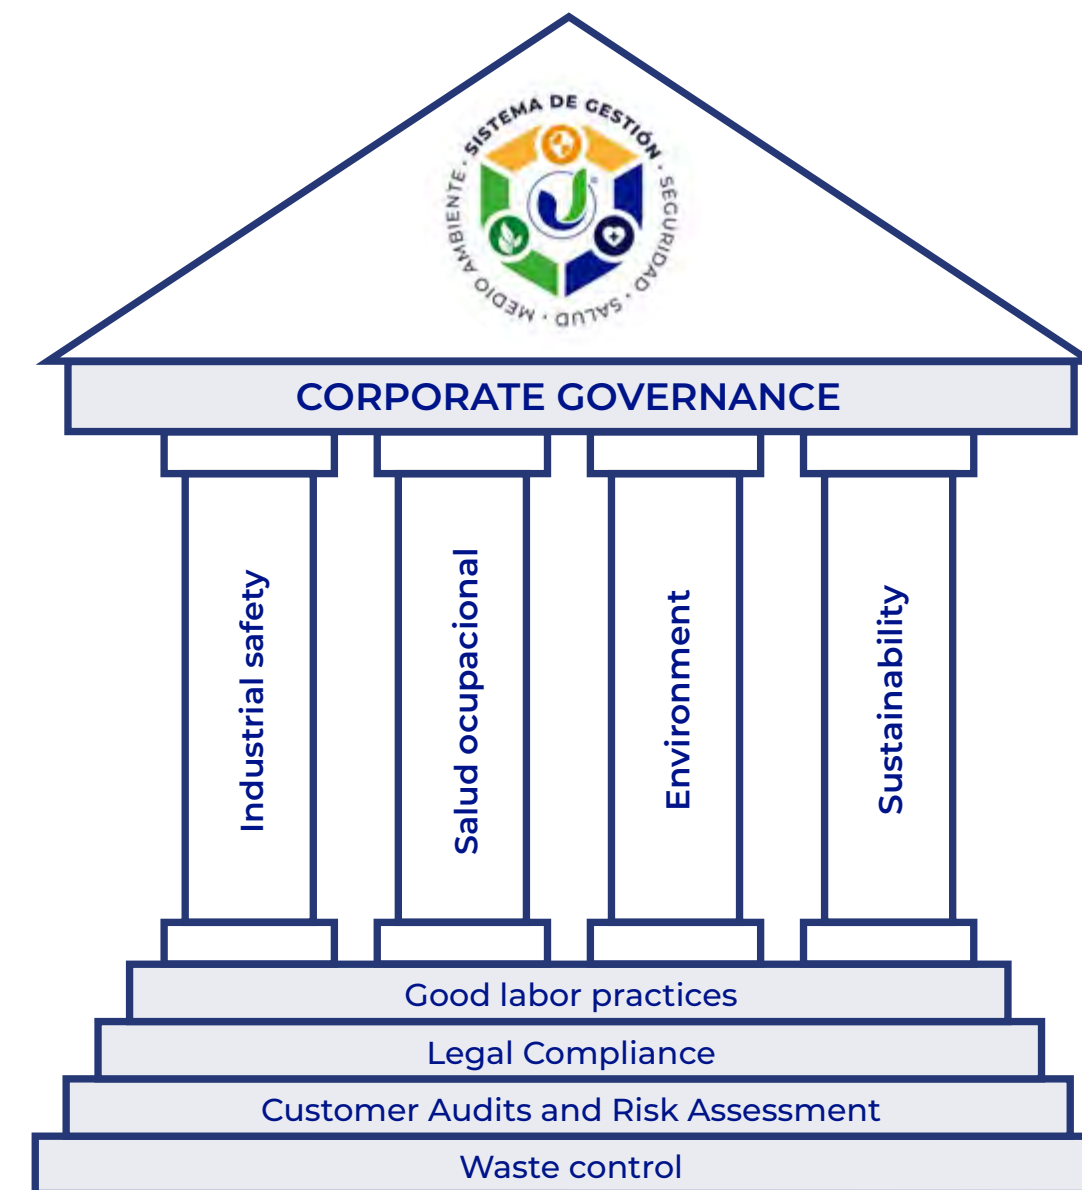 SISTEMA DE GESTIÓN · SEGURIDAD · SALUD · MEDIO AMBIENTE ·
CORPORATE GOVERNANCE
Industrial safety
Salud ocupacional
Environment
Sustainability
Good labor practices
Legal Compliance
Customer Audits and Risk Assessment
Waste control